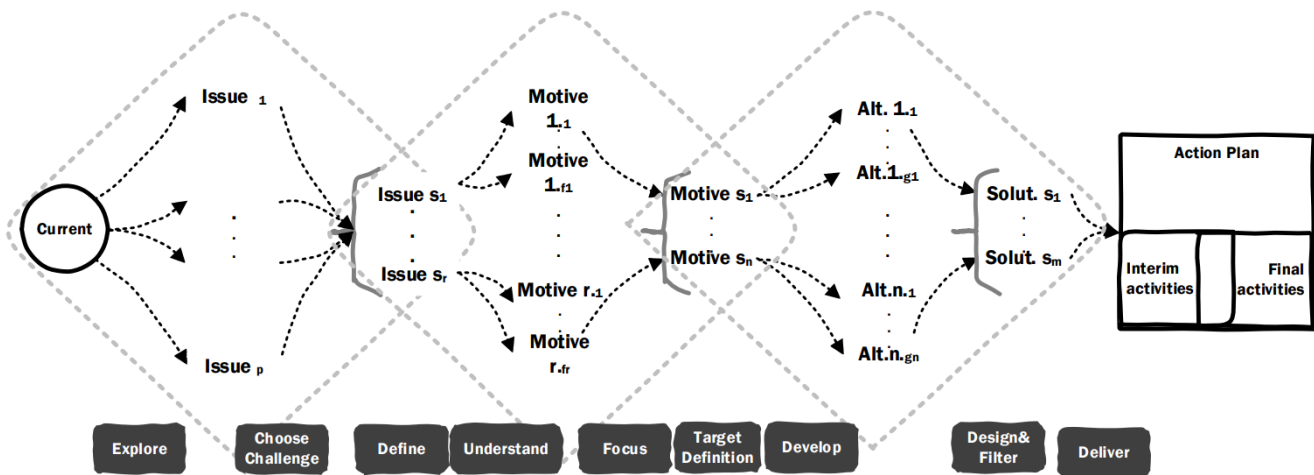 Current
Issue 1
Issue p
Issue s1
Issue sr
Motive
1.1
Motive
1.f1
Motive r.1
Motive
r.fr
Motive s1
Motive sn
Alt. 1.1
Alt.1.g1
Alt.n.1
Alt.n.gn
Solut. s1
Solut. sm
Action Plan
Interim
activities
Final
activities
Explore
Choose
Challenge
Define
Understand
Focus
Target
Definition
Develop
Design&
Filter
Deliver